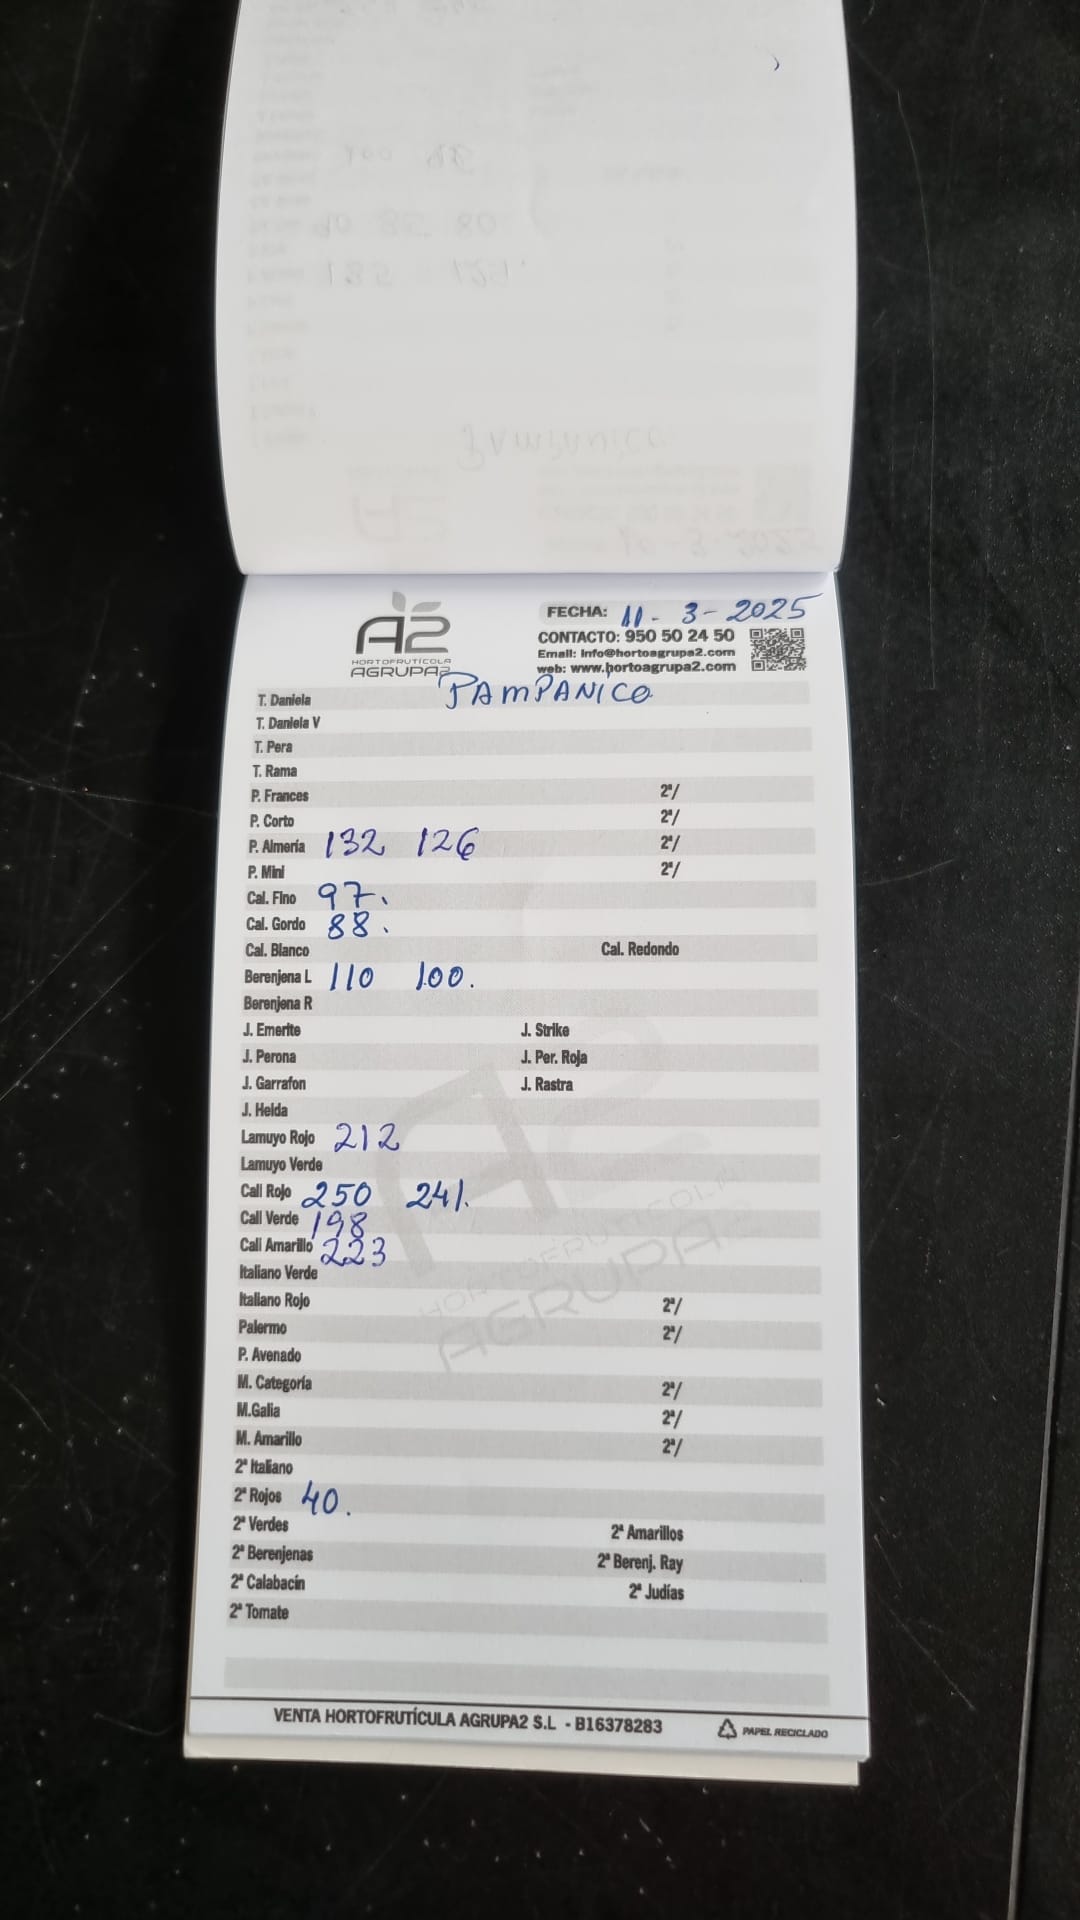 A2
HORTOFRUTÍCOLA
AGRUPA2
FECHA: 11 - 3 - 2025
CONTACTO: 950 50 24 50
Email: info@hortoagrupa2.com
web: www.hortoagrupa2.com
PAMPANICO
T. Daniela
T. Daniela V
T. Pera
T. Rama
P. Frances 2ª/
P. Corto 2ª/
P. Almería 132 126 2ª/
P. Mini 2ª/
Cal. Fino 97.
Cal. Gordo 88.
Cal. Blanco Cal. Redondo
Berenjena L 110 100.
Berenjena R
J. Emerite J. Strike
J. Perona J. Per. Roja
J. Garrafon J. Rastra
J. Helda
Lamuyo Rojo 212
Lamuyo Verde
Cali Rojo 250 241.
Cali Verde 198
Cali Amarillo 223
Italiano Verde
Italiano Rojo 2ª/
Palermo 2ª/
P. Avenado
M. Categoría 2ª/
M.Galia 2ª/
M. Amarillo 2ª/
2ª Italiano
2ª Rojos 40.
2ª Verdes 2ª Amarillos
2ª Berenjenas 2ª Berenj. Ray
2ª Calabacín 2ª Judías
2ª Tomate
A2
HORTOFRUTICOLA
AGRUPA2
VENTA HORTOFRUTÍCULA AGRUPA2 S.L - B16378283
PAPEL RECICLADO